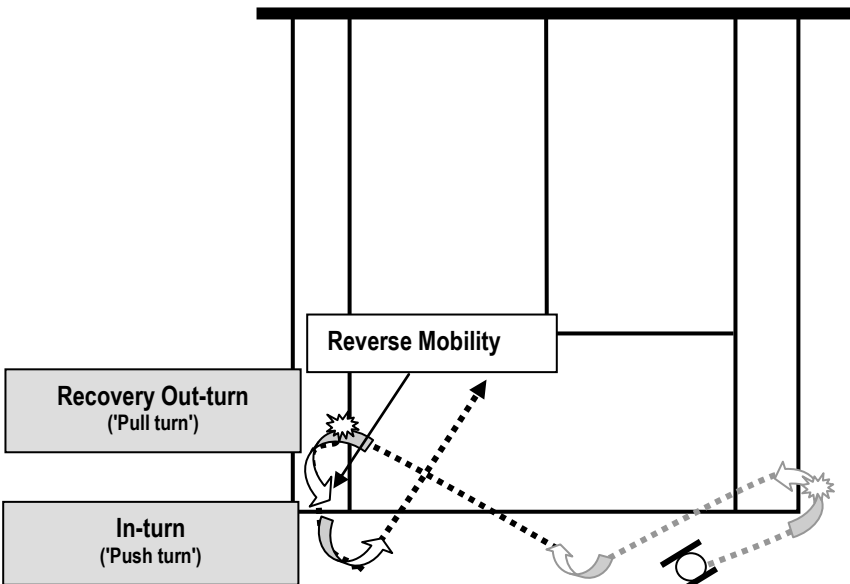 Reverse Mobility
Recovery Out-turn
('Pull turn')
In-turn
('Push turn')